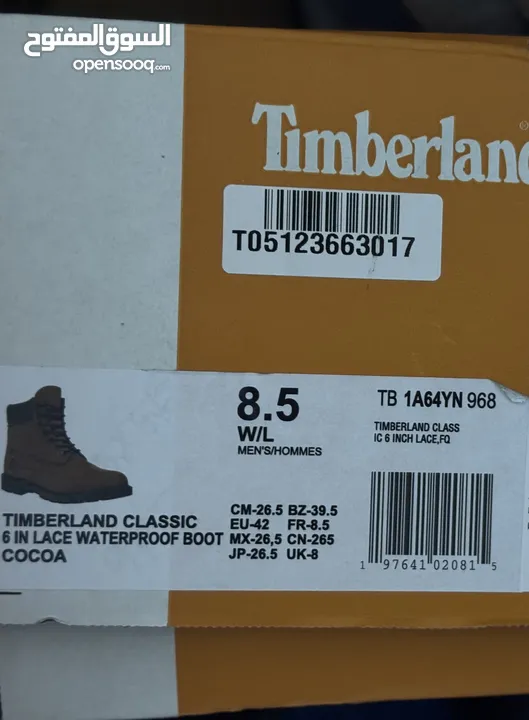 السوق المفتوح
opensooq.com
Timberland
T05123663017
8.5
W/L
MEN'S/HOMMES
TB 1A64YN 968
TIMBERLAND CLASS
IC 6 INCH LACE,FQ
TIMBERLAND CLASSIC
6 IN LACE WATERPROOF BOOT
COCOA
CM-26.5 BZ-39.5
EU-42 FR-8.5
MX-26,5 CN-265
JP-26.5 UK-8
1 97641 02081 5